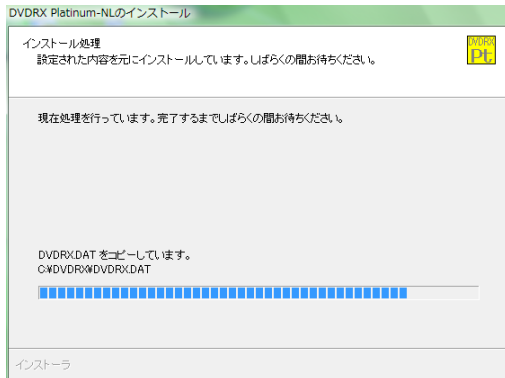 DVDRX Platinum-NLのインストール
インストール処理
設定された内容を元にインストールしています。しばらくの間お待ちください。
DVDRX
Pt
現在処理を行っています。完了するまでしばらくの間お待ちください。
DVDRX.DAT をコピーしています。
C:¥DVDRX¥DVDRX.DAT
インストーラ